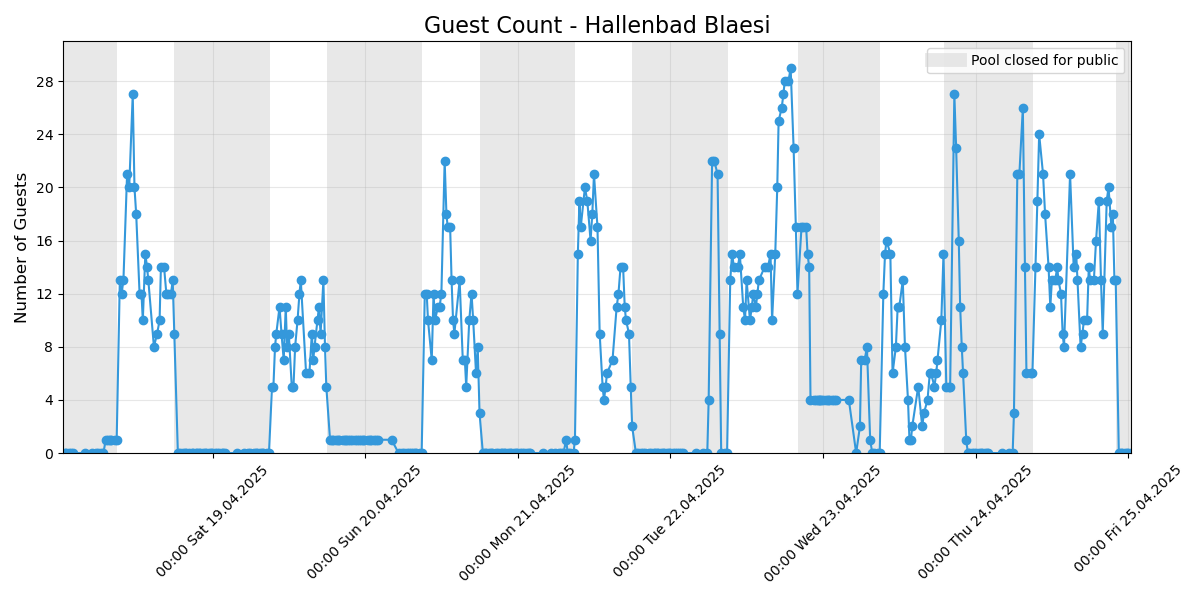 Guest Count - Hallenbad Blaesi
Pool closed for public
Number of Guests
28
24
20
16
12
8
4
0
00:00 Sat 19.04.2025
00:00 Sun 20.04.2025
00:00 Mon 21.04.2025
00:00 Tue 22.04.2025
00:00 Wed 23.04.2025
00:00 Thu 24.04.2025
00:00 Fri 25.04.2025